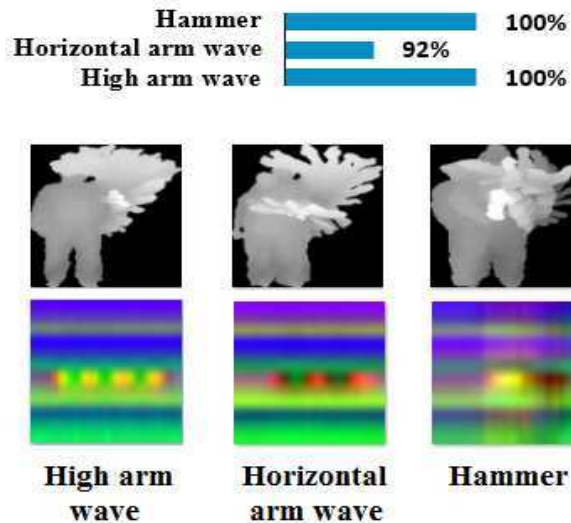 Hammer 100%
Horizontal arm wave 92%
High arm wave 100%
High arm wave
Horizontal arm wave
Hammer